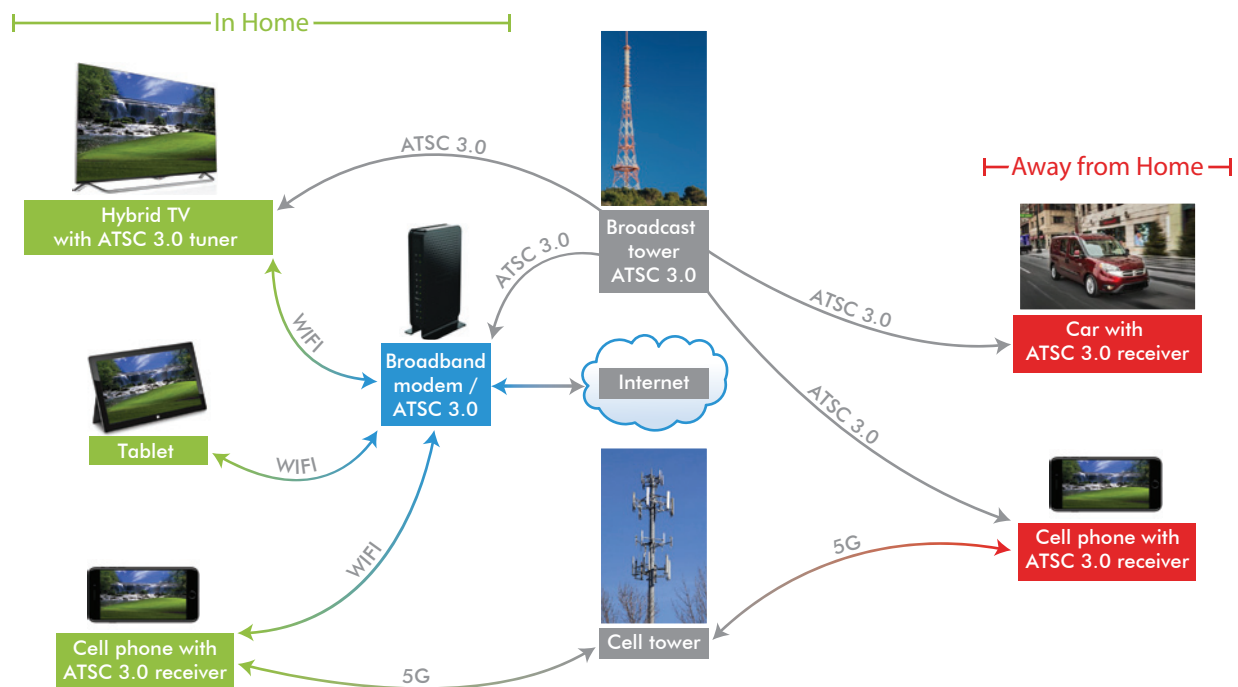 In Home
ATSC 3.0
Away from Home
Hybrid TV
with ATSC 3.0 tuner
Broadcast
tower
ATSC 3.0
ATSC 3.0
ATSC 3.0
Car with
ATSC 3.0 receiver
WIFI
Broadband
modem /
ATSC 3.0
Internet
ATSC 3.0
Tablet
WIFI
WIFI
5G
Cell phone with
ATSC 3.0 receiver
Cell phone with
ATSC 3.0 receiver
5G
Cell tower